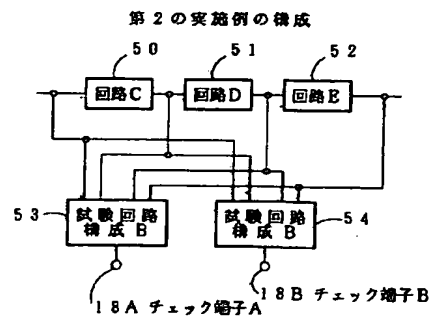 第2の実施例の構成
50
51
52
回路C
回路D
回路E
53
試験回路
構成B
試験回路
構成B
54
18A チェック端子A
18B チェック端子B